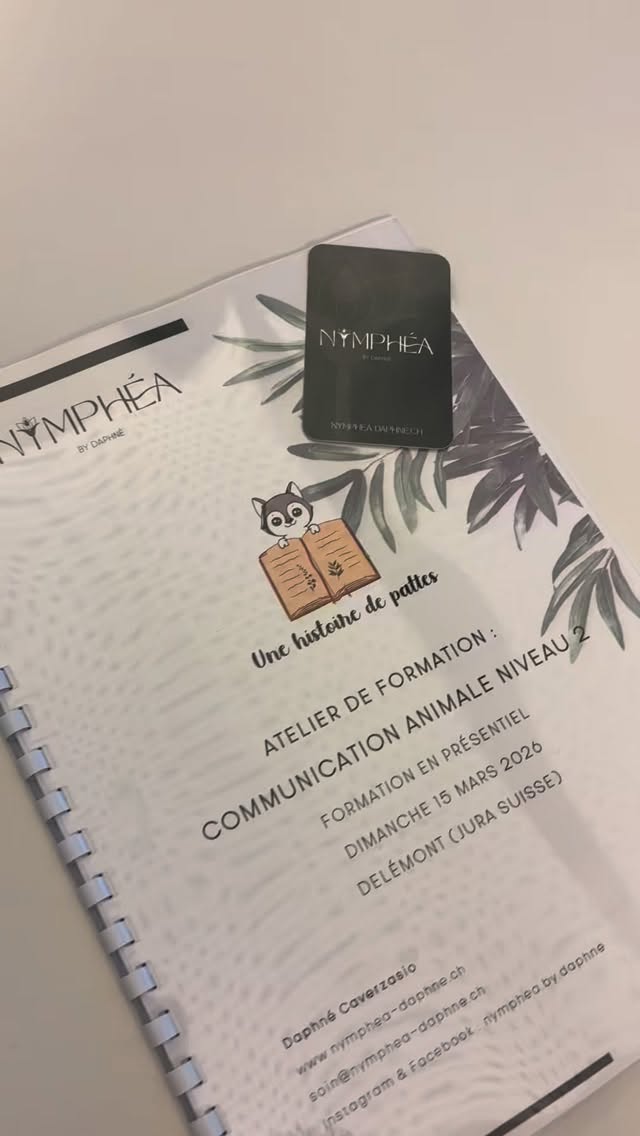 NYMPHÉA
BY DAPHNÉ
NYMPHEA-DAPHNE.CH
NYMPHÉA
BY DAPHNÉ
Une histoire de pattes
ATELIER DE FORMATION :
COMMUNICATION ANIMALE NIVEAU 2
FORMATION EN PRÉSENTIEL
DIMANCHE 15 MARS 2026
DELÉMONT (JURA SUISSE)
Daphné Caverzasio
www.nymphea-daphne.ch
soin@nymphea-daphne.ch
Instagram & Facebook : nymphea.by.daphne